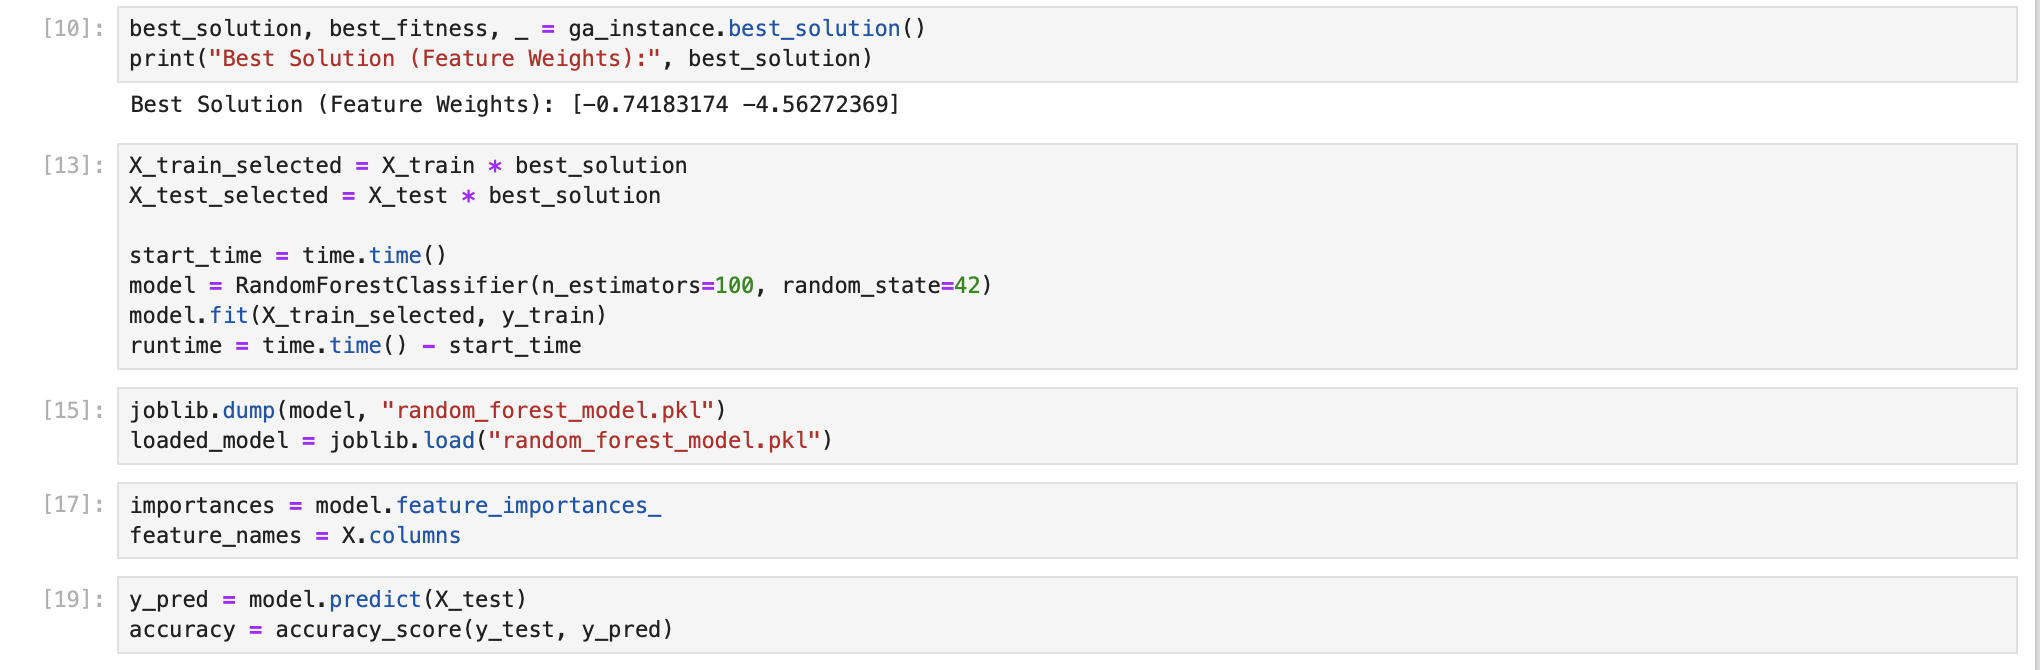 [10]: best_solution, best_fitness, _ = ga_instance.best_solution()
print("Best Solution (Feature Weights):", best_solution)
Best Solution (Feature Weights): [-0.74183174 -4.56272369]
[13]: X_train_selected = X_train * best_solution
X_test_selected = X_test * best_solution
start_time = time.time()
model = RandomForestClassifier(n_estimators=100, random_state=42)
model.fit(X_train_selected, y_train)
runtime = time.time() - start_time
[15]: joblib.dump(model, "random_forest_model.pkl")
loaded_model = joblib.load("random_forest_model.pkl")
[17]: importances = model.feature_importances_
feature_names = X.columns
[19]: y_pred = model.predict(X_test)
accuracy = accuracy_score(y_test, y_pred)